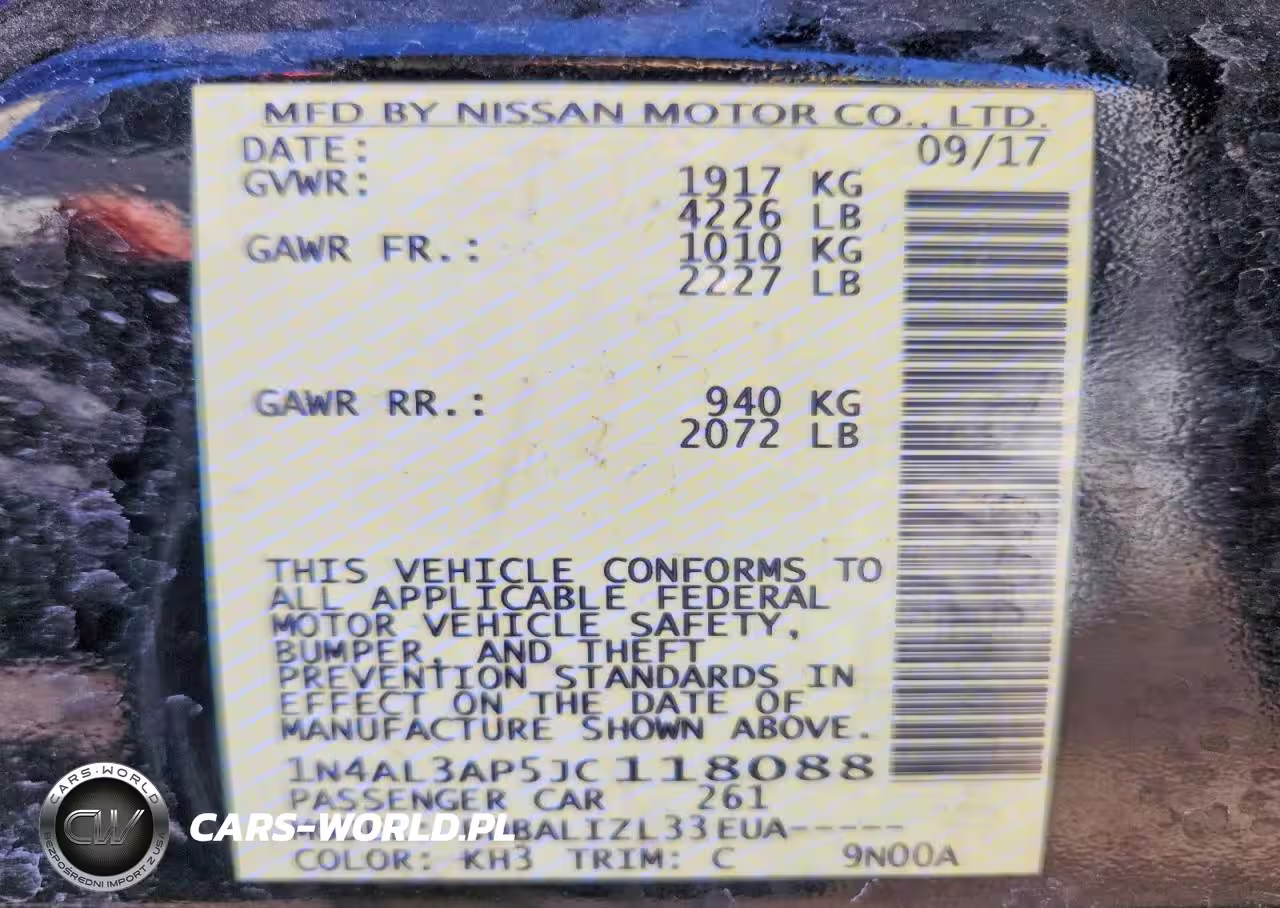 MFD BY NISSAN MOTOR CO., LTD.
DATE: 09/17
GVWR: 1917 KG
4226 LB
GAWR FR.: 1010 KG
2227 LB
GAWR RR.: 940 KG
2072 LB
THIS VEHICLE CONFORMS TO
ALL APPLICABLE FEDERAL
MOTOR VEHICLE SAFETY,
BUMPER, AND THEFT
PREVENTION STANDARDS IN
EFFECT ON THE DATE OF
MANUFACTURE SHOWN ABOVE.
1N4AL3AP5JC118088
PASSENGER CAR 261
BALIZL33EUA-----
COLOR: KH3 TRIM: C 9N00A
CARS-WORLD
CW
BEZPOŚREDNI IMPORT Z USA
CARS-WORLD.PL